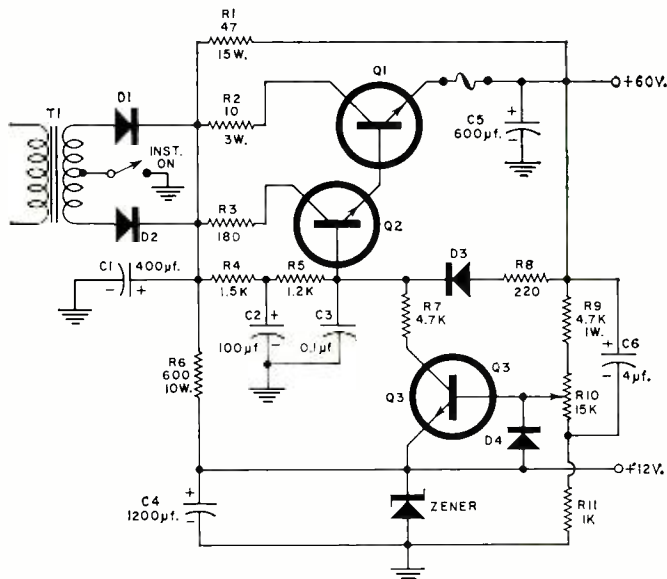 R1
47
15W.
Q1
+60V.
T1
D1
R2
10
3W.
C5
600µf.
+
-
INST.
ON
D2
R3
180
Q2
C1
400µf.
-
+
R4
1.5K
R5
1.2K
D3
R8
220
C2
+
-
100µf
C3
0.1µf
R7
4.7K
R9
4.7K
1W.
C6
+
-
4µf.
R6
600
10W.
Q3
Q3
R10
15K
D4
+12V.
C4
1200µf.
+
-
ZENER
R11
1K